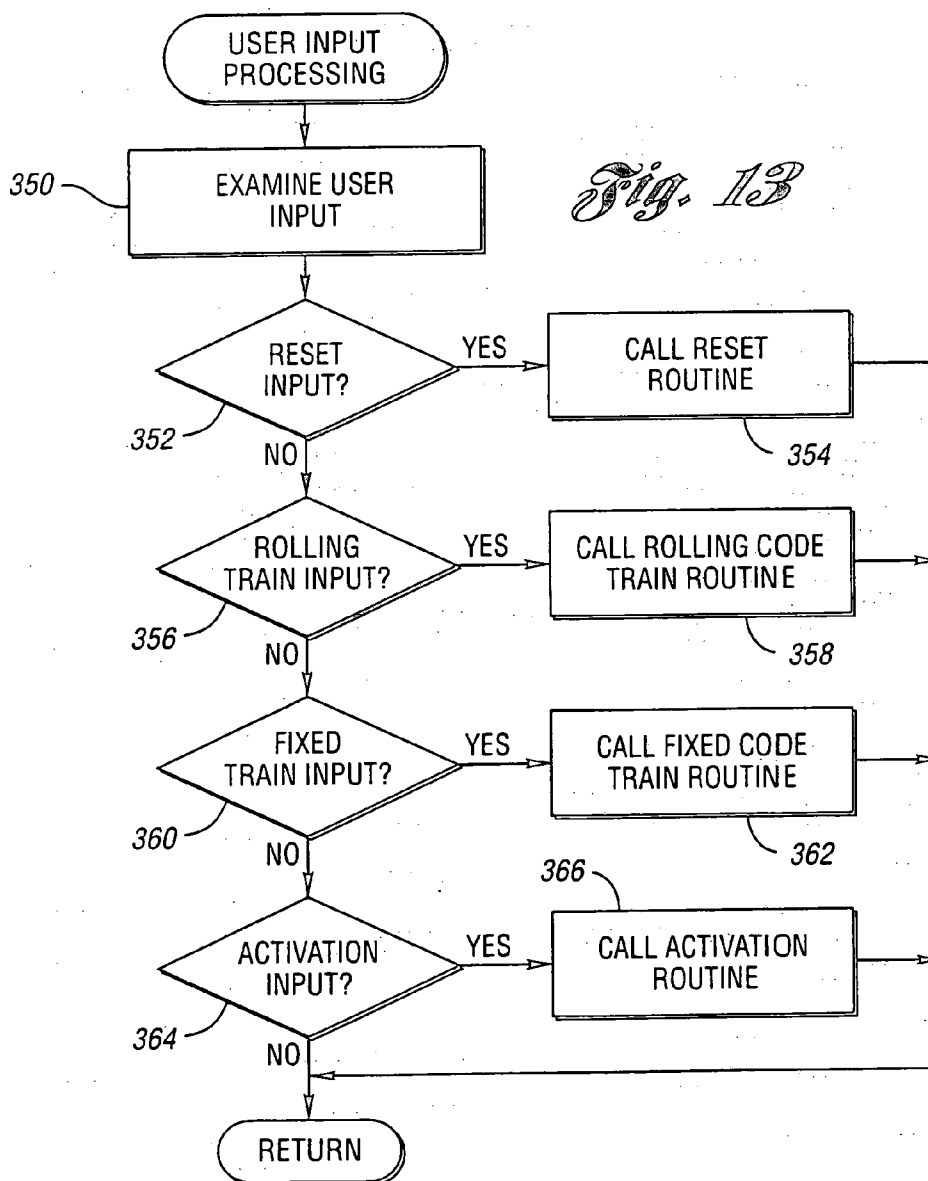 USER INPUT
PROCESSING
350
EXAMINE USER
INPUT
Fig. 13
RESET
INPUT?
352
YES
CALL RESET
ROUTINE
354
NO
ROLLING
TRAIN INPUT?
356
YES
CALL ROLLING CODE
TRAIN ROUTINE
358
NO
FIXED
TRAIN INPUT?
360
YES
CALL FIXED CODE
TRAIN ROUTINE
362
NO
366
ACTIVATION
INPUT?
364
YES
CALL ACTIVATION
ROUTINE
NO
RETURN